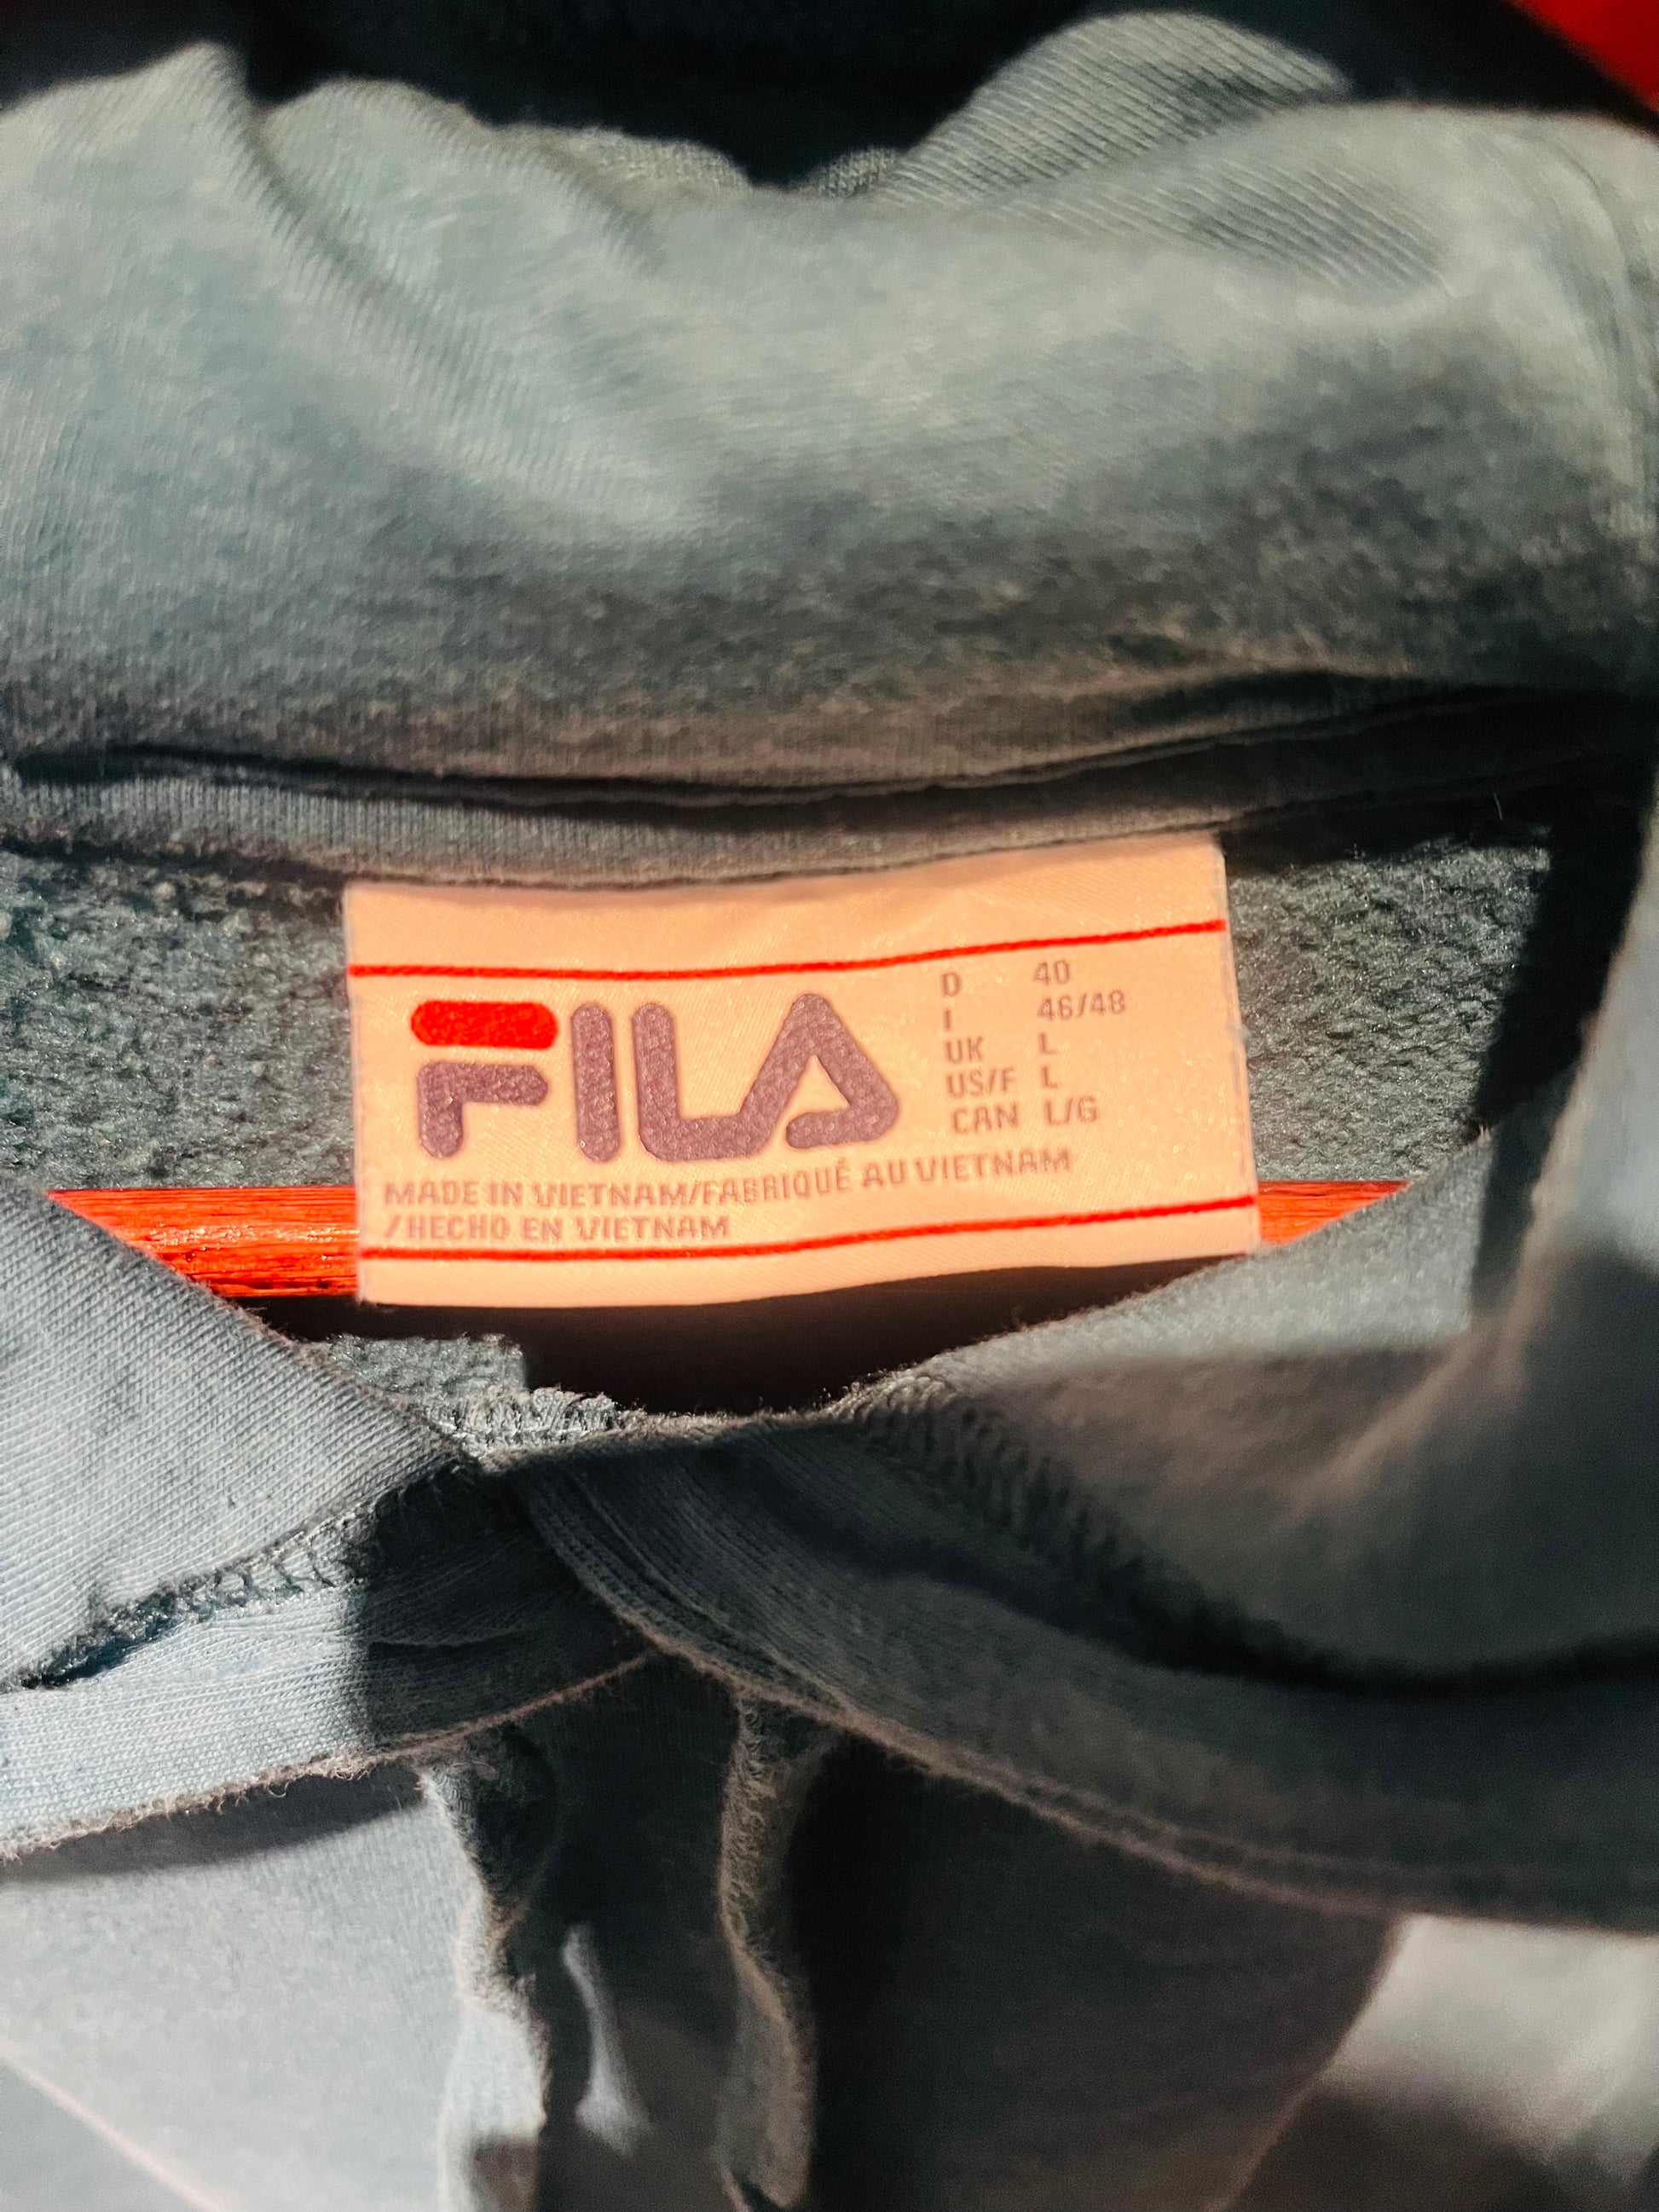 FILA
D 40
I 46/48
UK L
US/F L
CAN L/G
MADE IN VIETNAM/FABRIQUÉ AU VIETNAM
/HECHO EN VIETNAM